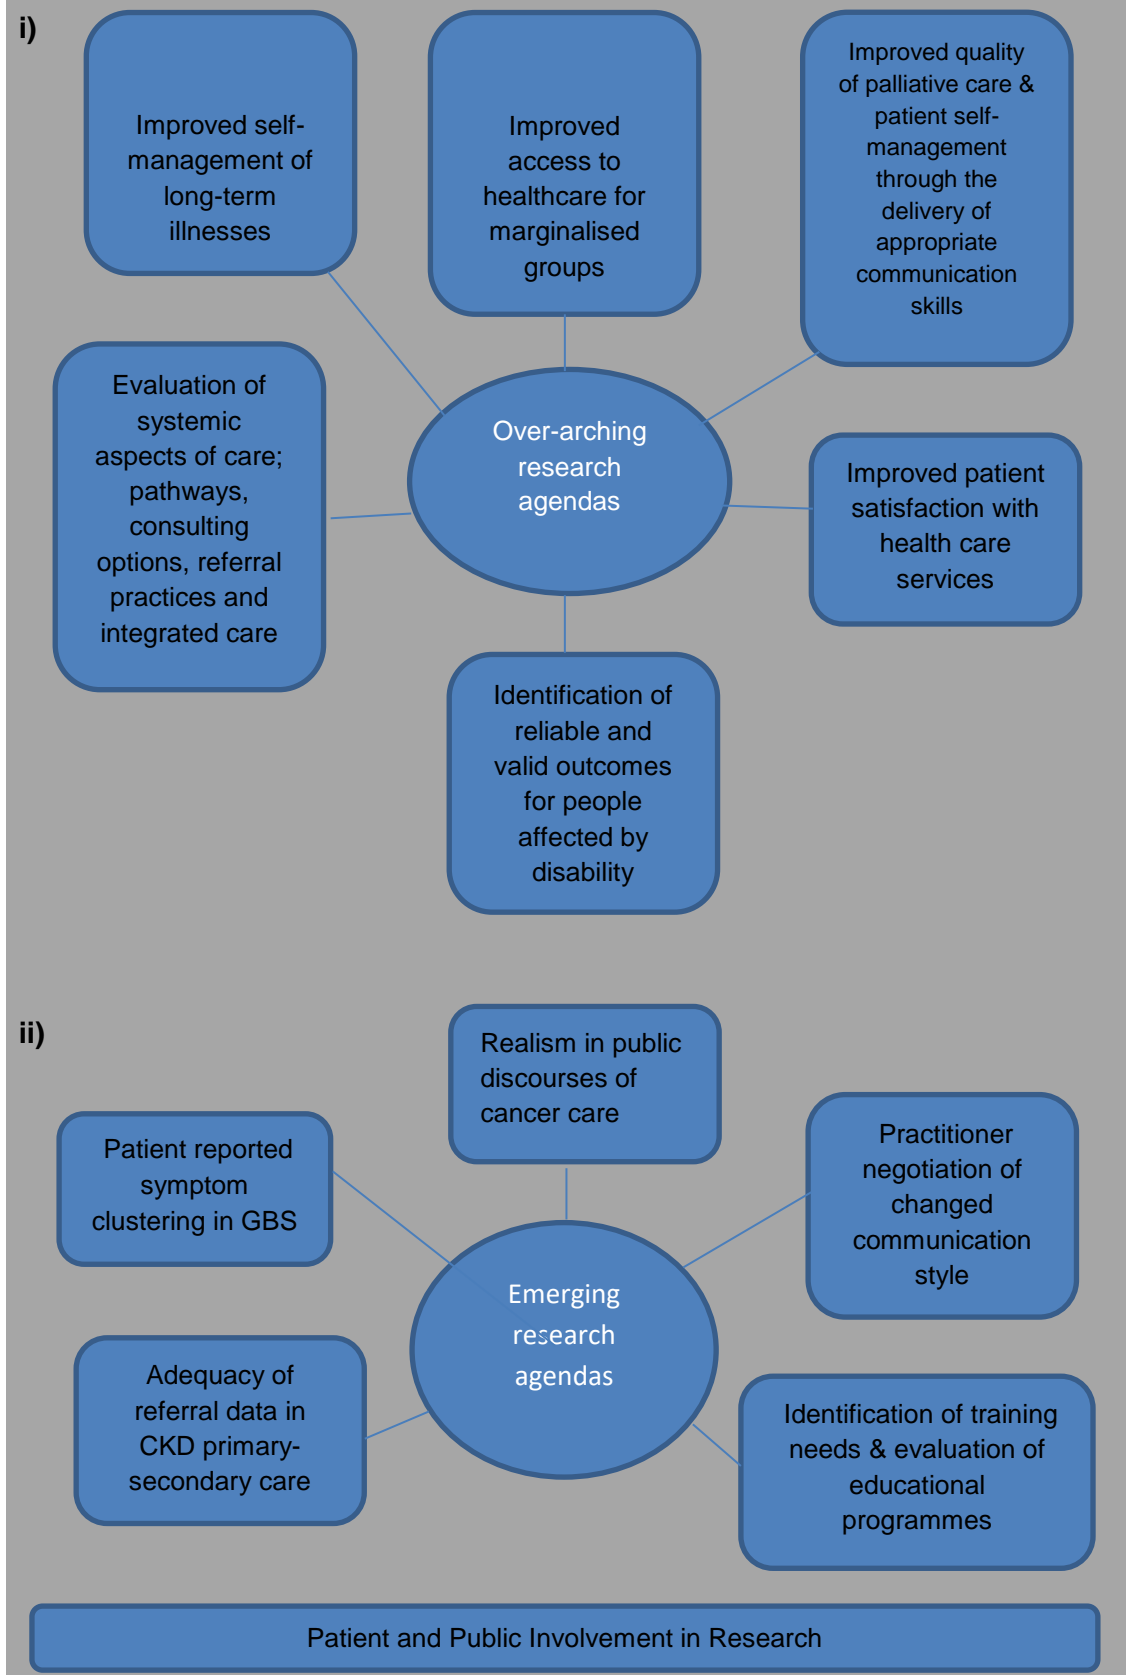 i)
Improved self-
management of
long-term
illnesses
Improved
access to
healthcare for
marginalised
groups
Improved quality
of palliative care &
patient self-
management
through the
delivery of
appropriate
communication
skills
Evaluation of
systemic
aspects of care;
pathways,
consulting
options, referral
practices and
integrated care
Over-arching
research
agendas
Improved patient
satisfaction with
health care
services
Identification of
reliable and
valid outcomes
for people
affected by
disability
ii)
Realism in public
discourses of
cancer care
Patient reported
symptom
clustering in GBS
Practitioner
negotiation of
changed
communication
style
Emerging
research
agendas
Adequacy of
referral data in
CKD primary-
secondary care
Identification of training
needs & evaluation of
educational
programmes
Patient and Public Involvement in Research